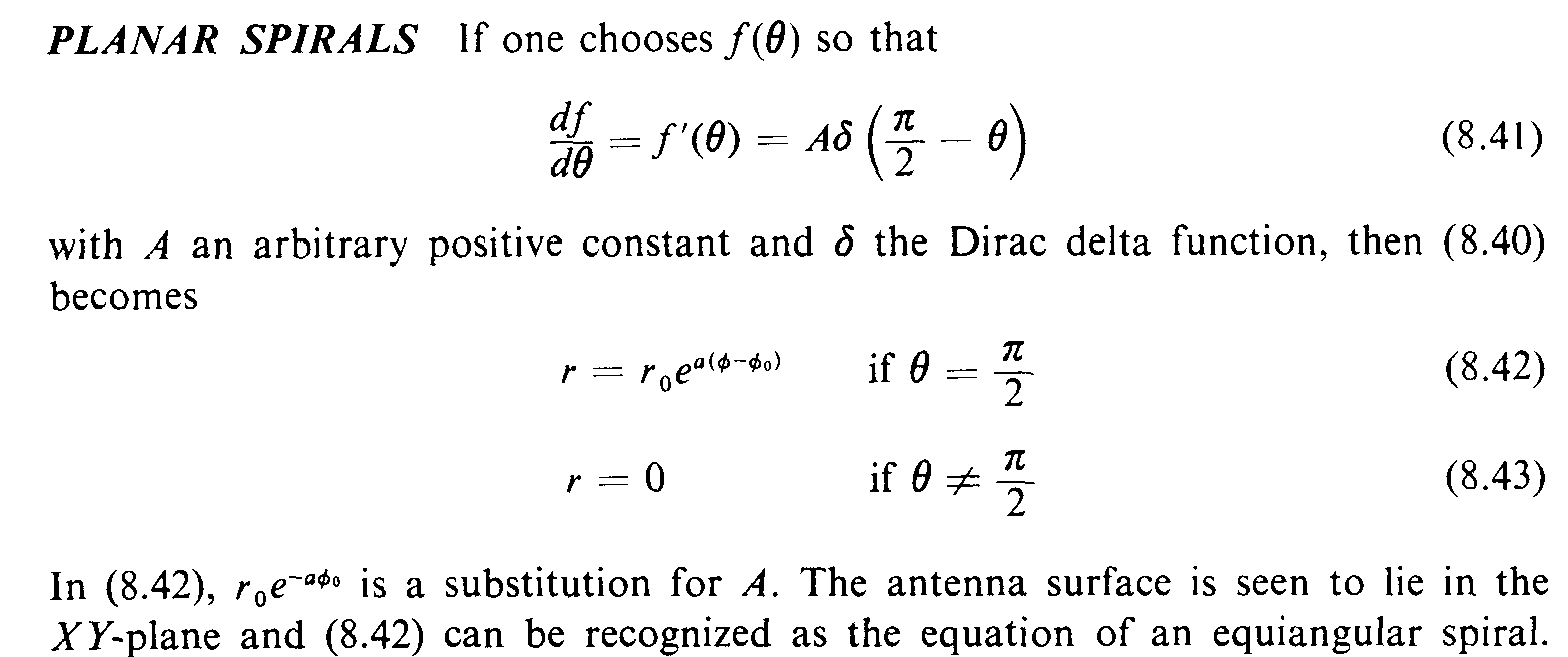 PLANAR SPIRALS If one chooses f(θ) so that
df/dθ = f′(θ) = Aδ (π/2 − θ) (8.41)
with A an arbitrary positive constant and δ the Dirac delta function, then (8.40)
becomes
r = r₀e^{a(ϕ−ϕ₀)} if θ = π/2 (8.42)
r = 0 if θ ≠ π/2 (8.43)
In (8.42), r₀e^{−aϕ₀} is a substitution for A. The antenna surface is seen to lie in the
XY-plane and (8.42) can be recognized as the equation of an equiangular spiral.